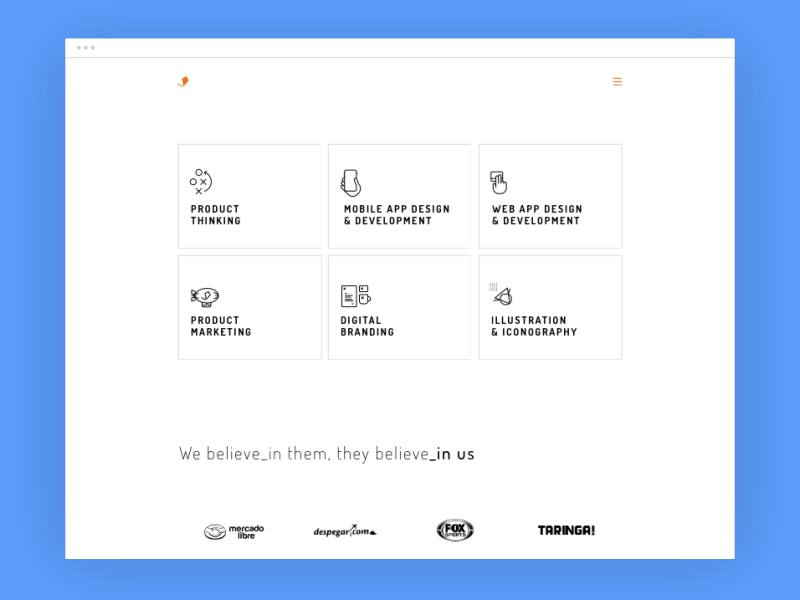 PRODUCT
THINKING
MOBILE APP DESIGN
& DEVELOPMENT
WEB APP DESIGN
& DEVELOPMENT
PRODUCT
MARKETING
DIGITAL
BRANDING
ILLUSTRATION
& ICONOGRAPHY
We believe_in them, they believe_in us
mercado
libre
despegar.com
FOX
SPORTS
TARINGA!